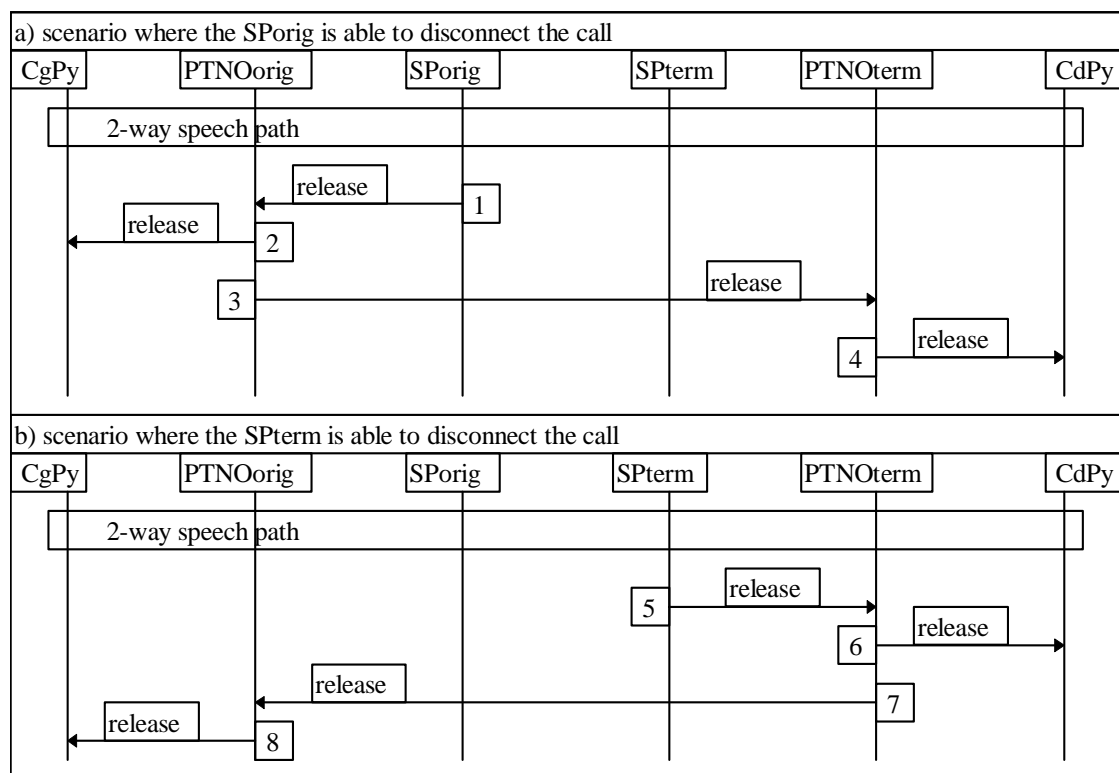 a) scenario where the SPorig is able to disconnect the call
CgPy PTNOorig SPorig SPterm PTNOterm CdPy
2-way speech path
release 1
release 2
3 release
4 release
b) scenario where the SPterm is able to disconnect the call
CgPy PTNOorig SPorig SPterm PTNOterm CdPy
2-way speech path
5 release
6 release
release 7
release 8